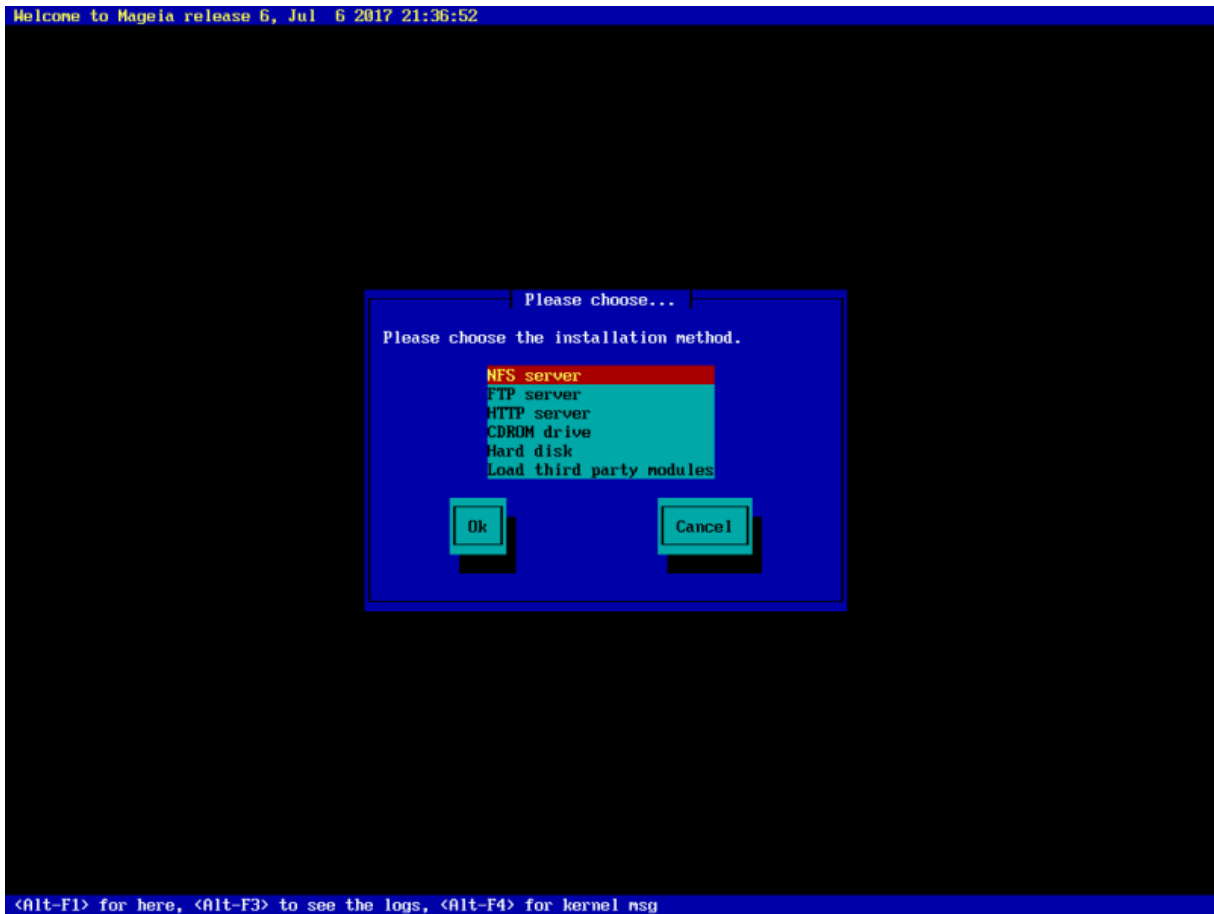 Welcome to Mageia release 6, Jul  6 2017 21:36:52
Please choose...
Please choose the installation method.
NFS server
FTP server
HTTP server
CDROM drive
Hard disk
Load third party modules
Ok
Cancel
<Alt-F1> for here, <Alt-F3> to see the logs, <Alt-F4> for kernel msg